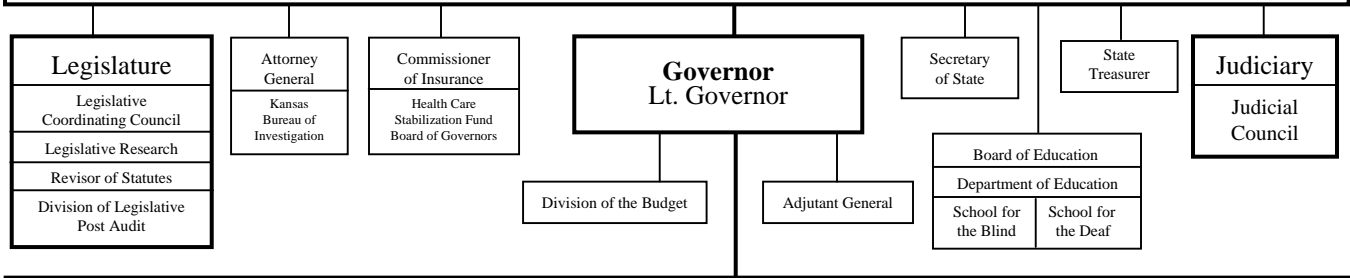 Legislature
Legislative
Coordinating Council
Legislative Research
Revisor of Statutes
Division of Legislative
Post Audit
Attorney
General
Kansas
Bureau of
Investigation
Commissioner
of Insurance
Health Care
Stabilization Fund
Board of Governors
Governor
Lt. Governor
Division of the Budget
Adjutant General
Secretary
of State
Board of Education
Department of Education
School for
the Blind
School for
the Deaf
State
Treasurer
Judiciary
Judicial
Council